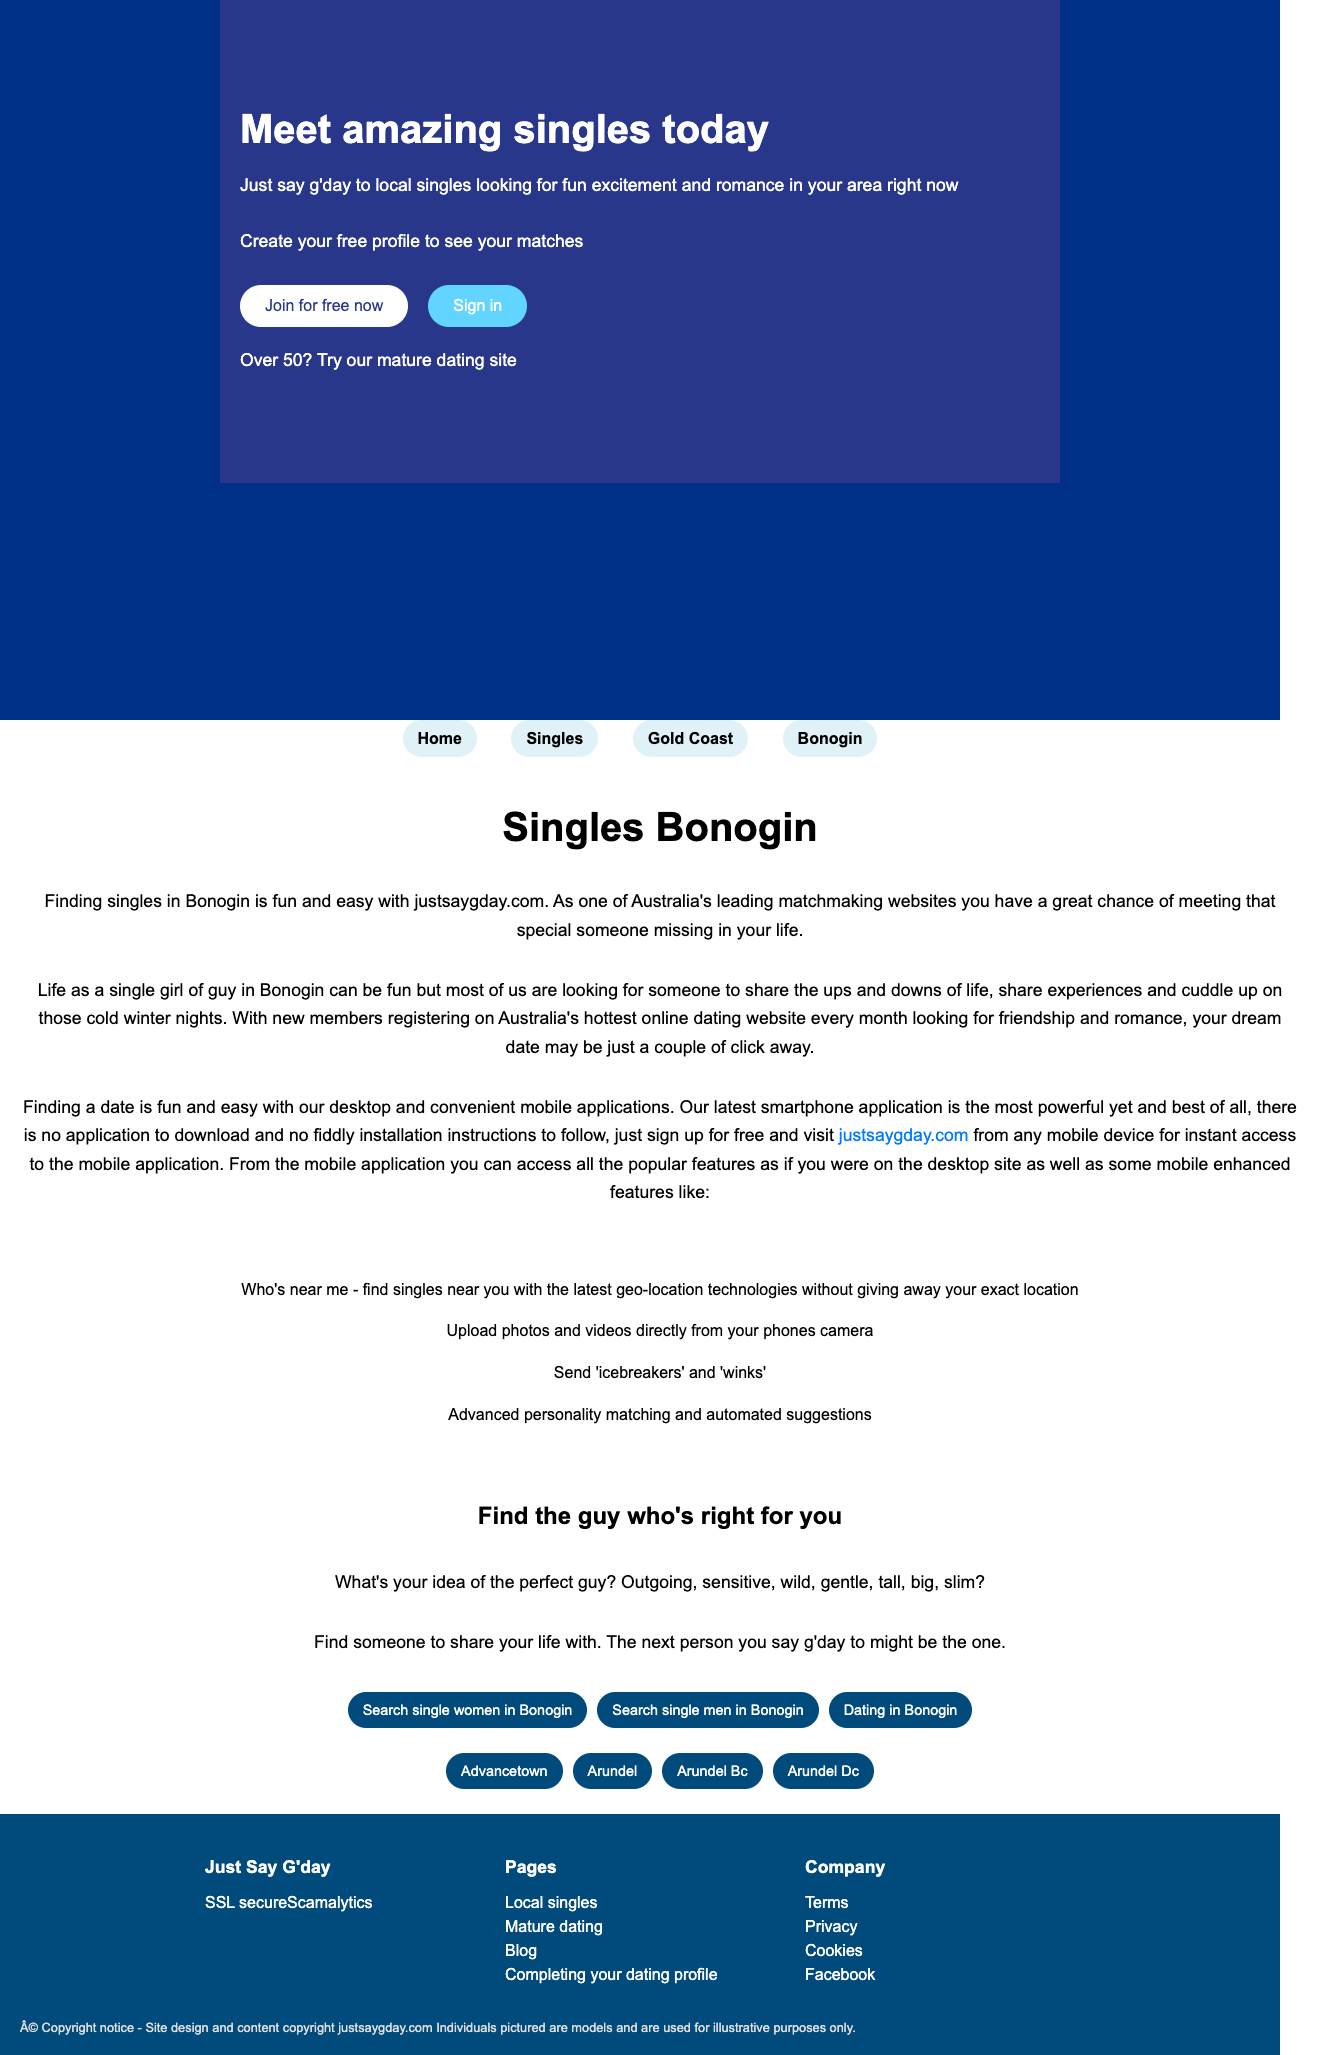 Meet amazing singles today
Just say g'day to local singles looking for fun excitement and romance in your area right now
Create your free profile to see your matches
Join for free now
Sign in
Over 50? Try our mature dating site
Home
Singles
Gold Coast
Bonogin
Singles Bonogin
Finding singles in Bonogin is fun and easy with justsaygday.com. As one of Australia's leading matchmaking websites you have a great chance of meeting that
special someone missing in your life.
Life as a single girl of guy in Bonogin can be fun but most of us are looking for someone to share the ups and downs of life, share experiences and cuddle up on
those cold winter nights. With new members registering on Australia's hottest online dating website every month looking for friendship and romance, your dream
date may be just a couple of click away.
Finding a date is fun and easy with our desktop and convenient mobile applications. Our latest smartphone application is the most powerful yet and best of all, there
is no application to download and no fiddly installation instructions to follow, just sign up for free and visit justsaygday.com from any mobile device for instant access
to the mobile application. From the mobile application you can access all the popular features as if you were on the desktop site as well as some mobile enhanced
features like:
Who's near me - find singles near you with the latest geo-location technologies without giving away your exact location
Upload photos and videos directly from your phones camera
Send 'icebreakers' and 'winks'
Advanced personality matching and automated suggestions
Find the guy who's right for you
What's your idea of the perfect guy? Outgoing, sensitive, wild, gentle, tall, big, slim?
Find someone to share your life with. The next person you say g'day to might be the one.
Search single women in Bonogin
Search single men in Bonogin
Dating in Bonogin
Advancetown
Arundel
Arundel Bc
Arundel Dc
Just Say G'day
SSL secureScamalytics
Pages
Local singles
Mature dating
Blog
Completing your dating profile
Company
Terms
Privacy
Cookies
Facebook
Â© Copyright notice - Site design and content copyright justsaygday.com Individuals pictured are models and are used for illustrative purposes only.